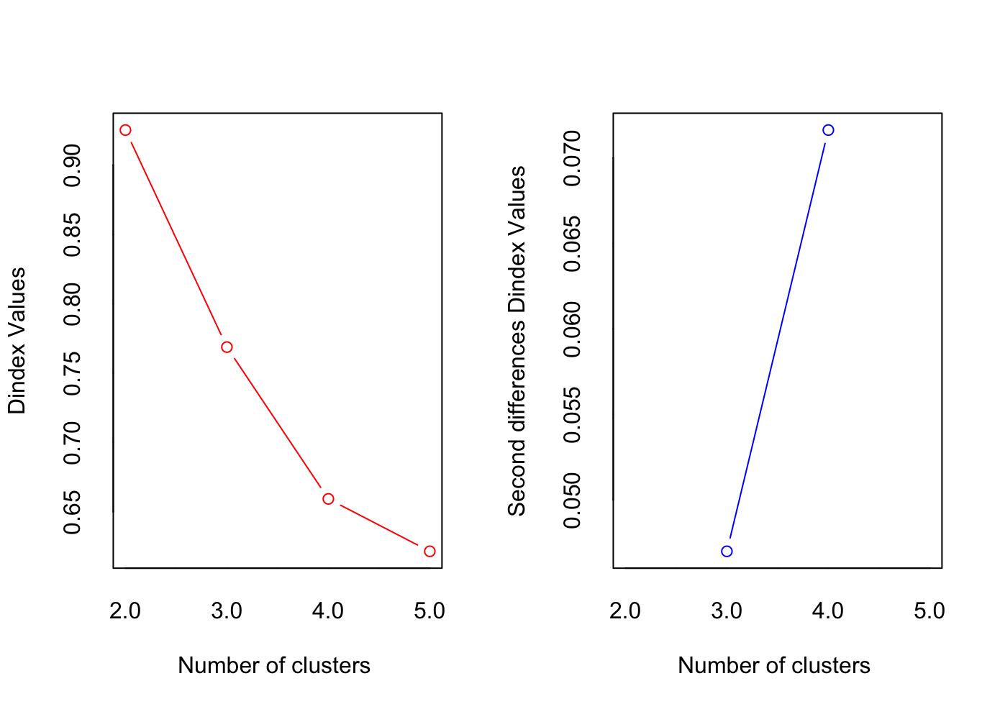 Dindex Values
0.90
0.85
0.80
0.75
0.70
0.65
2.0 3.0 4.0 5.0
Number of clusters
Second differences Dindex Values
0.070
0.065
0.060
0.055
0.050
2.0 3.0 4.0 5.0
Number of clusters